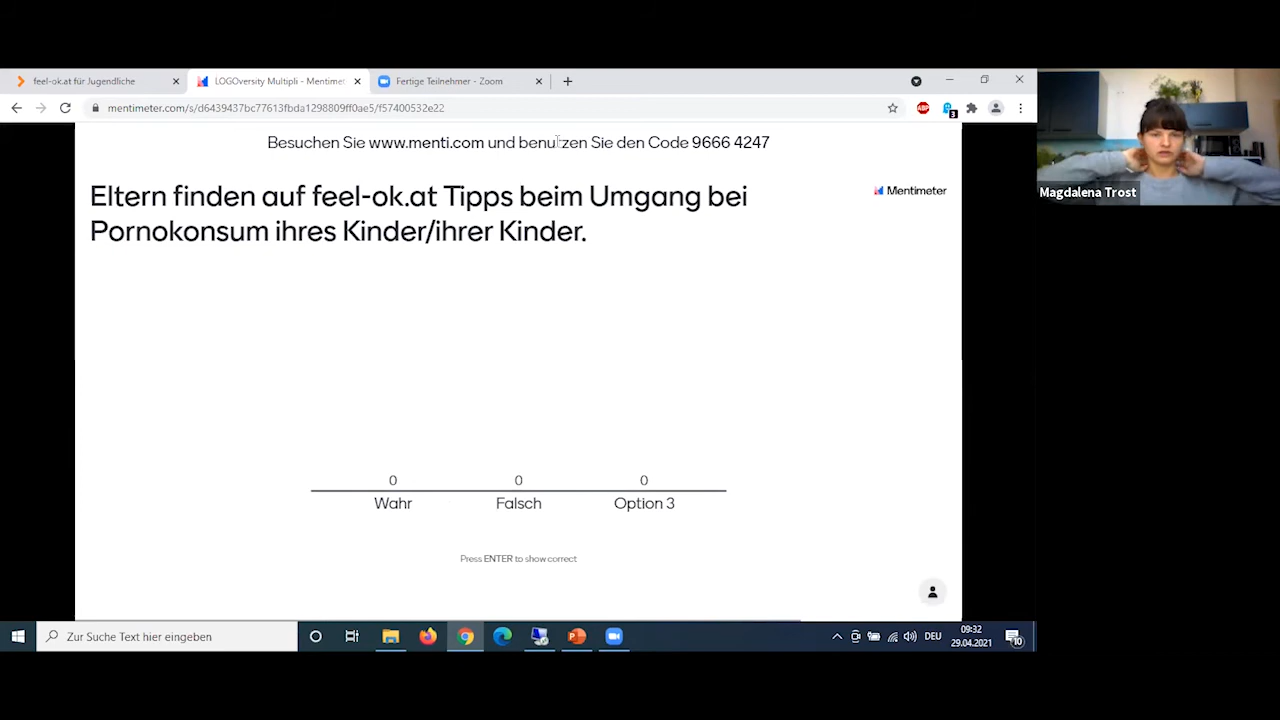 feel-ok.at für Jugendliche
LOGOversity Multipli - Mentimet
Fertige Teilnehmer - Zoom
mentimeter.com/s/d6439437bc77613fbda1298809ff0ae5/f57400532e22
ABP
3
Besuchen Sie www.menti.com und benutzen Sie den Code 9666 4247
Mentimeter
Eltern finden auf feel-ok.at Tipps beim Umgang bei
Pornokonsum ihres Kinder/ihrer Kinder.
Magdalena Trost
0 0 0
Wahr Falsch Option 3
Press ENTER to show correct
Zur Suche Text hier eingeben
DEU
09:32
29.04.2021
10